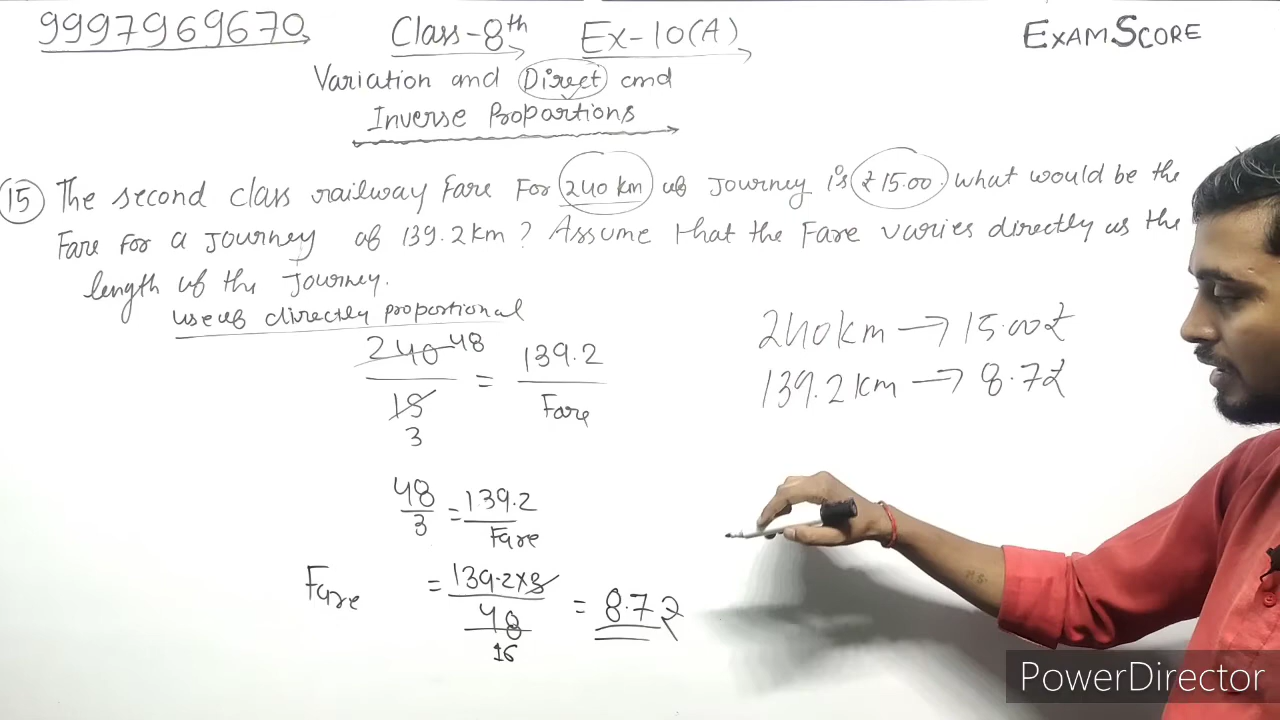 9997969670 Class-8th Ex-10(A) EXAMSCORE
Variation and Direct and
Inverse Proportions
(15) The second class railway Fare For 240 km of Journey is ₹15.00. what would be the
Fare for a Journey of 139.2 km? Assume that the Fare varies directly as the
length of the Journey.
use of directly proportional
240 48 139.2
=
15 Fare
3
240 km → 15.00₹
139.2 km → 8.7₹
48 = 139.2
3 Fare
Fare = 139.2×3 = 8.7₹
48
16
PowerDirector